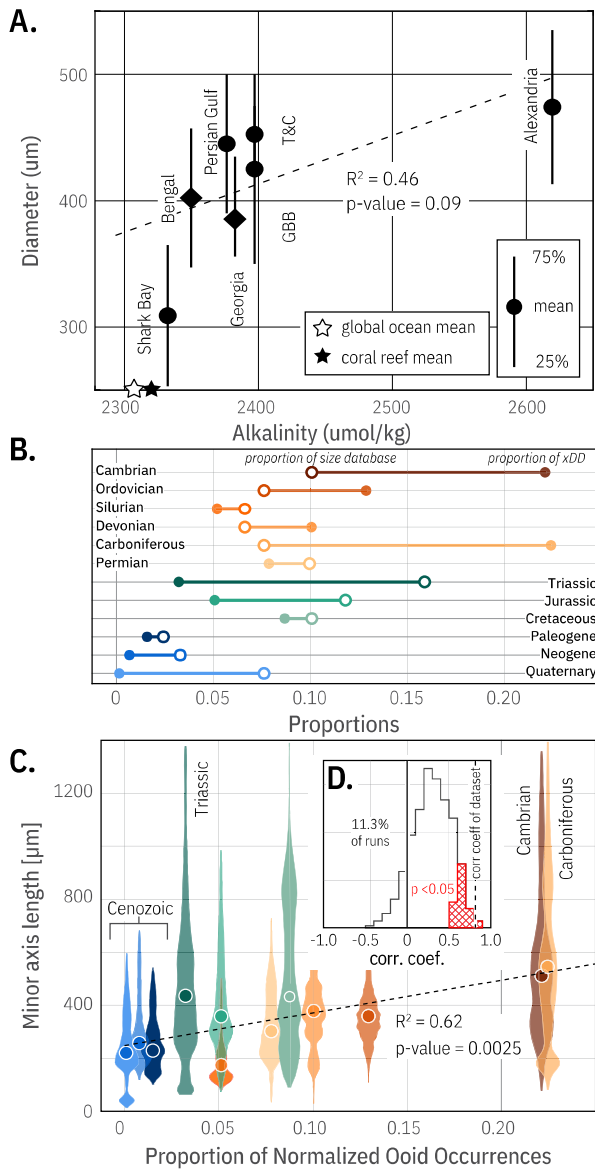 A.
Diameter (um)
500
400
300
Shark Bay
Bengal
Persian Gulf
Georgia
T&C
GBB
Alexandria
R² = 0.46
p-value = 0.09
global ocean mean
coral reef mean
75%
mean
25%
2300
2400
2500
2600
Alkalinity (umol/kg)
B.
proportion of size database
proportion of xDD
Cambrian
Ordovician
Silurian
Devonian
Carboniferous
Permian
Triassic
Jurassic
Cretaceous
Paleogene
Neogene
Quaternary
0
0.05
0.10
0.15
0.20
Proportions
C.
Minor axis length [µm]
1200
800
400
0
Cenozoic
Triassic
Cambrian
Carboniferous
D.
11.3%
of runs
p <0.05
corr coeff of dataset
-1.0
-0.5
0
0.5
1.0
corr. coef.
R² = 0.62
p-value = 0.0025
0
0.05
0.10
0.15
0.20
Proportion of Normalized Ooid Occurrences